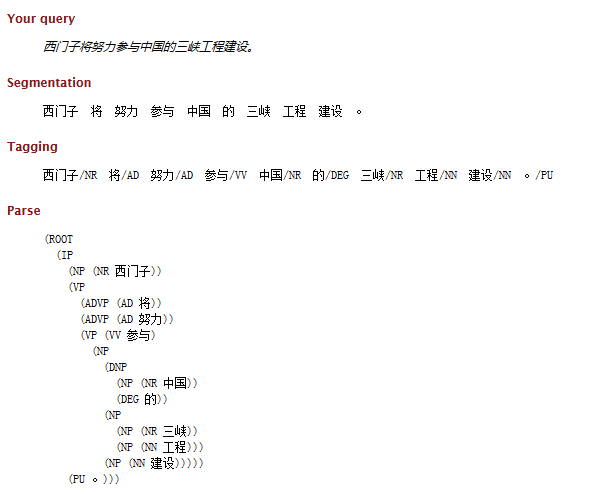 Your query
西门子将努力参与中国的三峡工程建设。
Segmentation
西门子 将 努力 参与 中国 的 三峡 工程 建设 。
Tagging
西门子/NR 将/AD 努力/AD 参与/VV 中国/NR 的/DEG 三峡/NR 工程/NN 建设/NN 。/PU
Parse
(ROOT
  (IP
    (NP (NR 西门子))
    (VP
      (ADVP (AD 将))
      (ADVP (AD 努力))
      (VP (VV 参与)
        (NP
          (DNP
            (NP (NR 中国))
            (DEG 的))
          (NP
            (NP (NR 三峡))
            (NP (NN 工程)))
          (NP (NN 建设)))))
    (PU 。)))